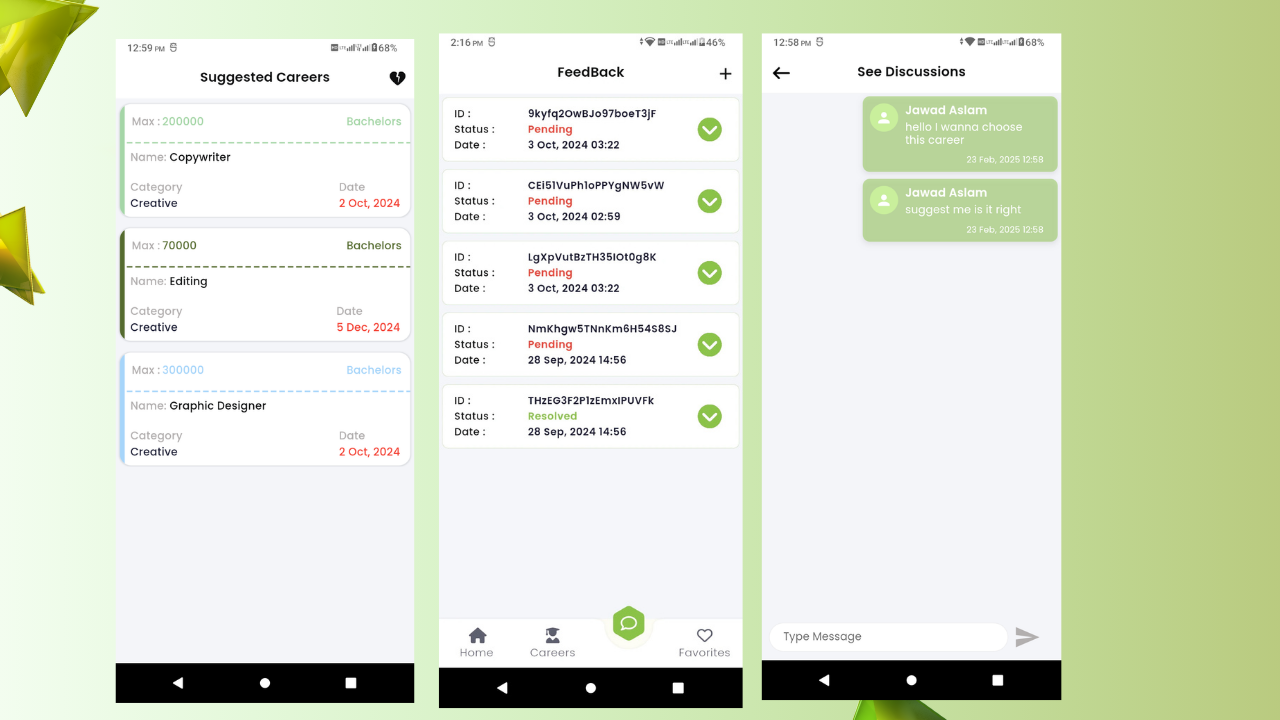 12:59 PM 68%
Suggested Careers
Max : 200000 Bachelors
Name: Copywriter
Category Date
Creative 2 Oct, 2024
Max : 70000 Bachelors
Name: Editing
Category Date
Creative 5 Dec, 2024
Max : 300000 Bachelors
Name: Graphic Designer
Category Date
Creative 2 Oct, 2024
2:16 PM 46%
FeedBack +
ID : 9kyfq2OwBJo97boeT3jF
Status : Pending
Date : 3 Oct, 2024 03:22
ID : CEi51VuPh1oPPYgNW5vW
Status : Pending
Date : 3 Oct, 2024 02:59
ID : LgXpVutBzTH35IOt0g8K
Status : Pending
Date : 3 Oct, 2024 03:22
ID : NmKhgw5TNnKm6H54S8SJ
Status : Pending
Date : 28 Sep, 2024 14:56
ID : THzEG3F2P1zEmxIPUVFk
Status : Resolved
Date : 28 Sep, 2024 14:56
Home Careers Favorites
12:58 PM 68%
See Discussions
Jawad Aslam
hello I wanna choose
this career
23 Feb, 2025 12:58
Jawad Aslam
suggest me is it right
23 Feb, 2025 12:58
Type Message